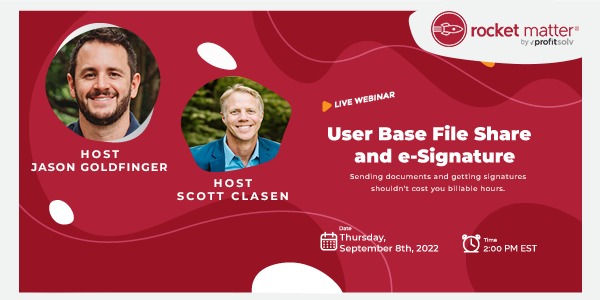 rocket matter®
by profitsolv
LIVE WEBINAR
User Base File Share
and e-Signature
Sending documents and getting signatures
shouldn't cost you billable hours.
HOST
JASON GOLDFINGER
HOST
SCOTT CLASEN
Date
Thursday,
September 8th, 2022
Time
2:00 PM EST